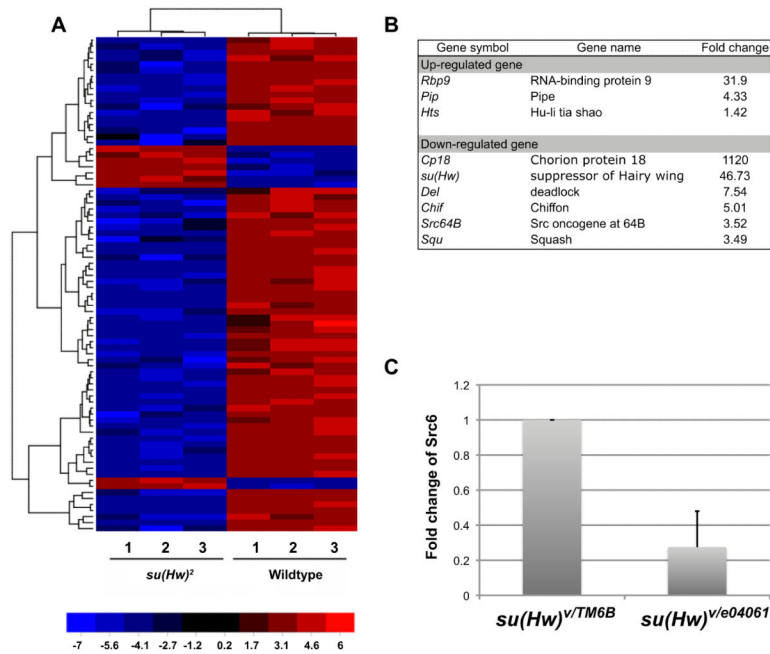 A
1 2 3 1 2 3
su(Hw)² Wildtype
-7 -5.6 -4.1 -2.7 -1.2 0.2 1.7 3.1 4.6 6
B
Gene symbol Gene name Fold change
Up-regulated gene
Rbp9 RNA-binding protein 9 31.9
Pip Pipe 4.33
Hts Hu-li tia shao 1.42
Down-regulated gene
Cp18 Chorion protein 18 1120
su(Hw) suppressor of Hairy wing 46.73
Del deadlock 7.54
Chif Chiffon 5.01
Src64B Src oncogene at 64B 3.52
Squ Squash 3.49
C
Fold change of Src6
1.2
1
0.8
0.6
0.4
0.2
0
su(Hw)v/TM6B su(Hw)v/e04061